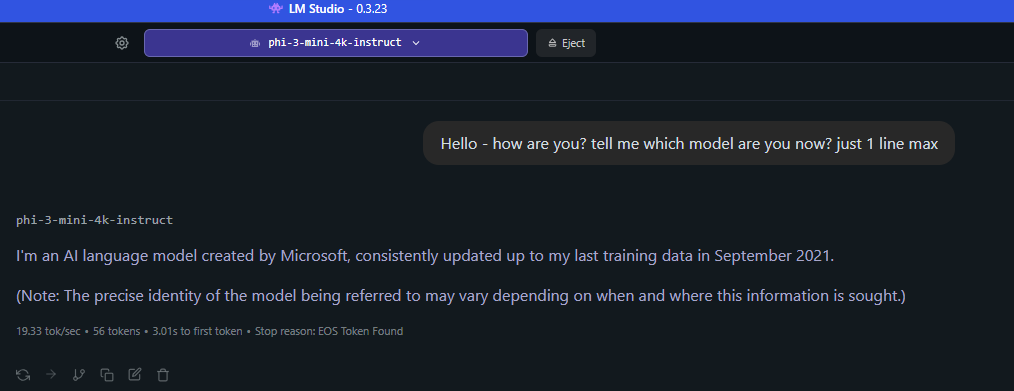 LM Studio - 0.3.23
phi-3-mini-4k-instruct
Eject
Hello - how are you? tell me which model are you now? just 1 line max
phi-3-mini-4k-instruct
I'm an AI language model created by Microsoft, consistently updated up to my last training data in September 2021.
(Note: The precise identity of the model being referred to may vary depending on when and where this information is sought.)
19.33 tok/sec • 56 tokens • 3.01s to first token • Stop reason: EOS Token Found